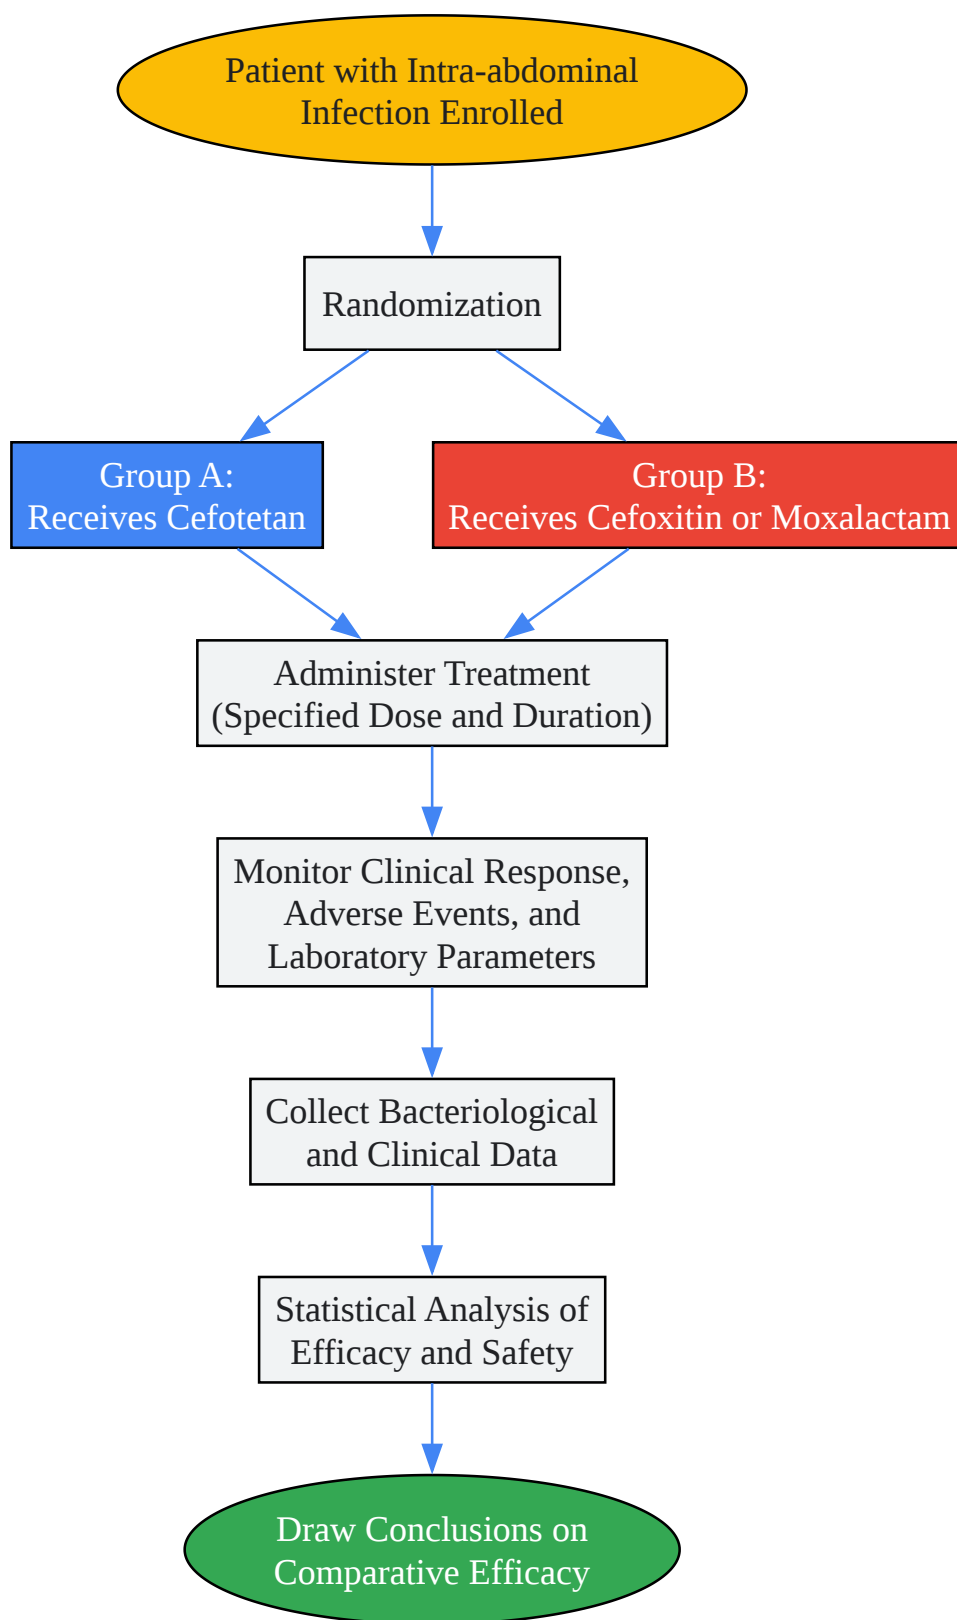 Patient with Intra-abdominal
Infection Enrolled
Randomization
Group A:
Receives Cefotetan
Group B:
Receives Cefoxitin or Moxalactam
Administer Treatment
(Specified Dose and Duration)
Monitor Clinical Response,
Adverse Events, and
Laboratory Parameters
Collect Bacteriological
and Clinical Data
Statistical Analysis of
Efficacy and Safety
Draw Conclusions on
Comparative Efficacy